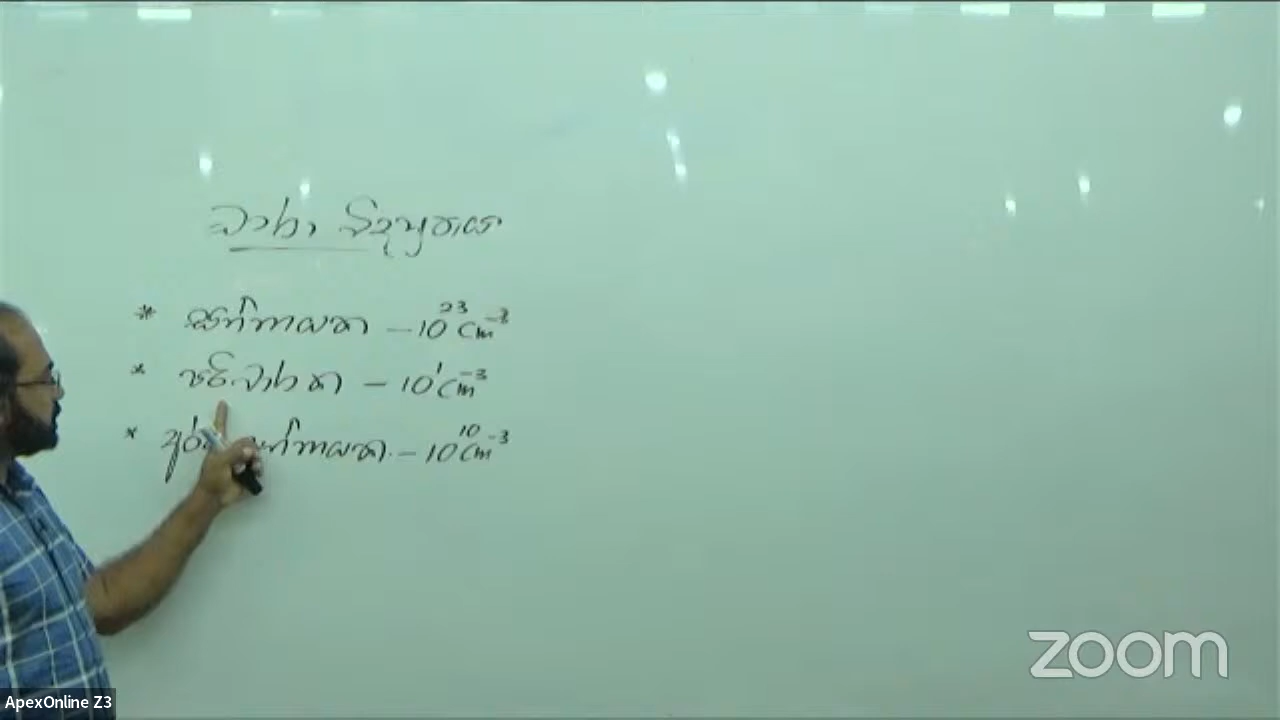 ධාරා විද්‍යුතය
* සන්නායක – 10²³ cm⁻³
* පරිවාරක – 10¹ cm⁻³
* අර්ධ සන්නායක – 10¹⁰ cm⁻³
zoom
ApexOnline Z3